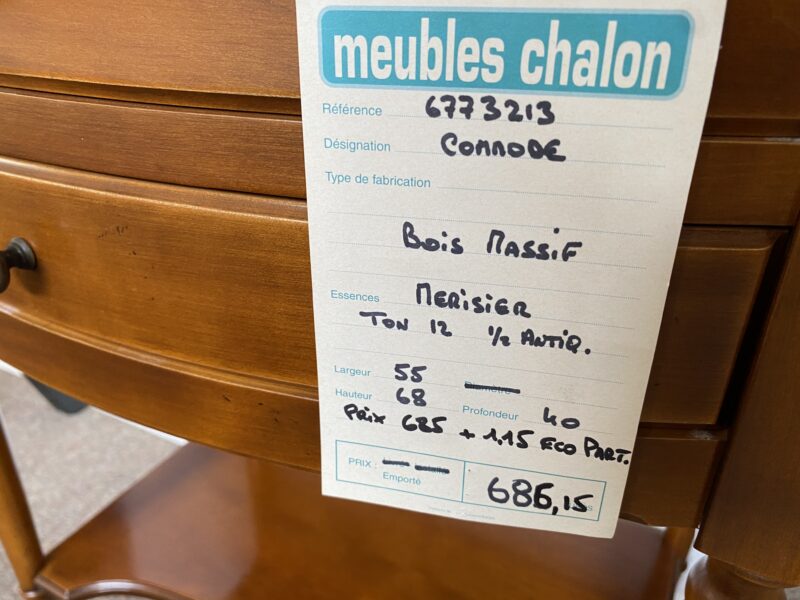 meubles chalon
Référence 6773213
Désignation COMMODE
Type de fabrication
BOIS MASSIF
Essences MERISIER
TON 12 1/2 ANTIQ.
Largeur 55
Hauteur 68 Profondeur 40
PRIX 685 + 1,15 ECO PART.
PRIX :
Emporté
686,15